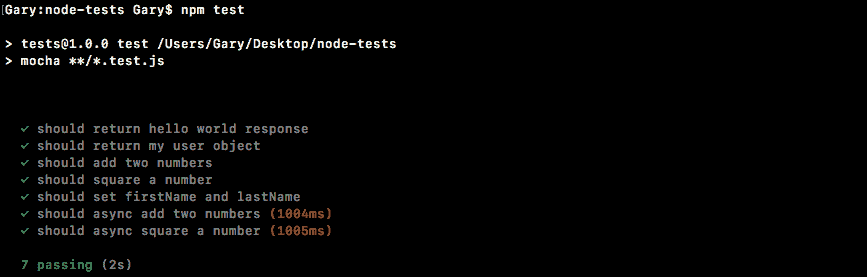 [Gary:node-tests Gary$ npm test
> tests@1.0.0 test /Users/Gary/Desktop/node-tests
> mocha **/*.test.js
✓ should return hello world response
✓ should return my user object
✓ should add two numbers
✓ should square a number
✓ should set firstName and lastName
✓ should async add two numbers (1004ms)
✓ should async square a number (1005ms)
7 passing (2s)